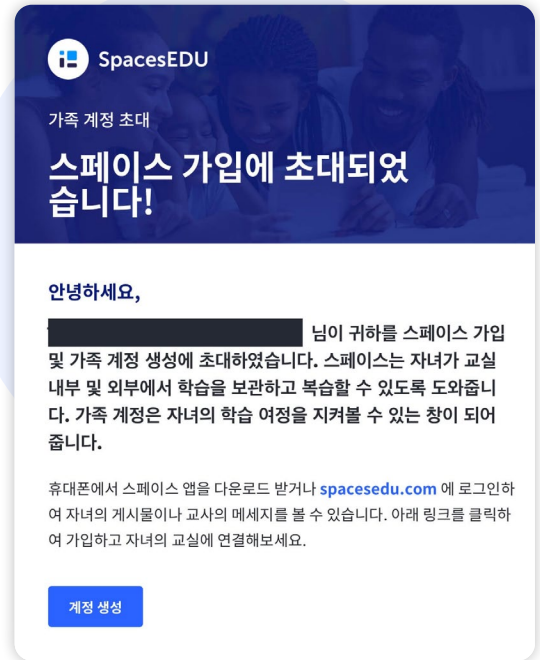 SpacesEDU
가족 계정 초대
스페이스 가입에 초대되었
습니다!
안녕하세요,
님이 귀하를 스페이스 가입
및 가족 계정 생성에 초대하였습니다. 스페이스는 자녀가 교실
내부 및 외부에서 학습을 보관하고 복습할 수 있도록 도와줍니
다. 가족 계정은 자녀의 학습 여정을 지켜볼 수 있는 창이 되어
줍니다.
휴대폰에서 스페이스 앱을 다운로드 받거나 spacesedu.com 에 로그인하
여 자녀의 게시물이나 교사의 메세지를 볼 수 있습니다. 아래 링크를 클릭하
여 가입하고 자녀의 교실에 연결해보세요.
계정 생성